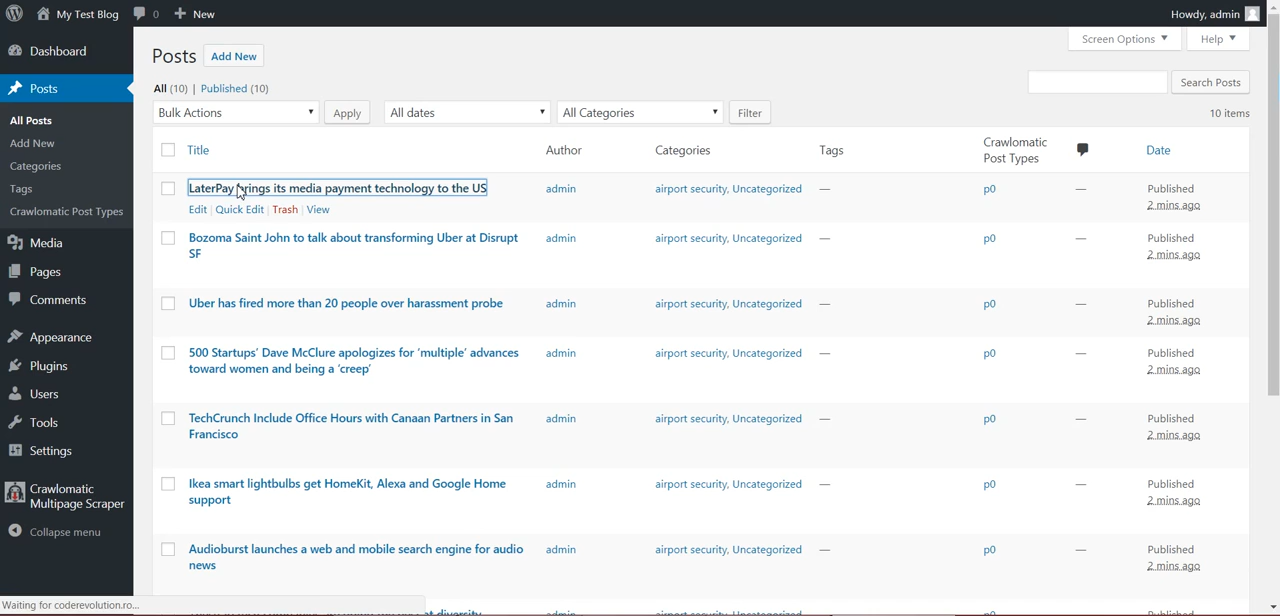 My Test Blog 0 New Howdy, admin
Dashboard
Posts
All Posts
Add New
Categories
Tags
Crawlomatic Post Types
Media
Pages
Comments
Appearance
Plugins
Users
Tools
Settings
Crawlomatic
Multipage Scraper
Collapse menu
Screen Options Help
Posts Add New
All (10) | Published (10)
Search Posts
Bulk Actions Apply All dates All Categories Filter 10 items
Title Author Categories Tags Crawlomatic Post Types Date
LaterPay brings its media payment technology to the US admin airport security, Uncategorized — p0 — Published
Edit | Quick Edit | Trash | View 2 mins ago
Bozoma Saint John to talk about transforming Uber at Disrupt admin airport security, Uncategorized — p0 — Published
SF 2 mins ago
Uber has fired more than 20 people over harassment probe admin airport security, Uncategorized — p0 — Published
2 mins ago
500 Startups' Dave McClure apologizes for 'multiple' advances admin airport security, Uncategorized — p0 — Published
toward women and being a 'creep' 2 mins ago
TechCrunch Include Office Hours with Canaan Partners in San admin airport security, Uncategorized — p0 — Published
Francisco 2 mins ago
Ikea smart lightbulbs get HomeKit, Alexa and Google Home admin airport security, Uncategorized — p0 — Published
support 2 mins ago
Audioburst launches a web and mobile search engine for audio admin airport security, Uncategorized — p0 — Published
news 2 mins ago
Waiting for coderevolution.ro...